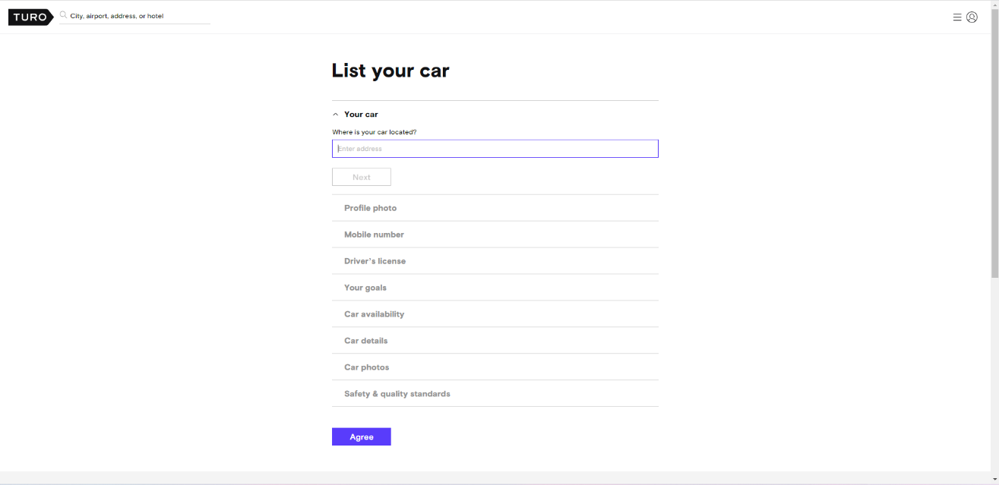 TURO
City, airport, address, or hotel
List your car
Your car
Where is your car located?
Enter address
Next
Profile photo
Mobile number
Driver’s license
Your goals
Car availability
Car details
Car photos
Safety & quality standards
Agree